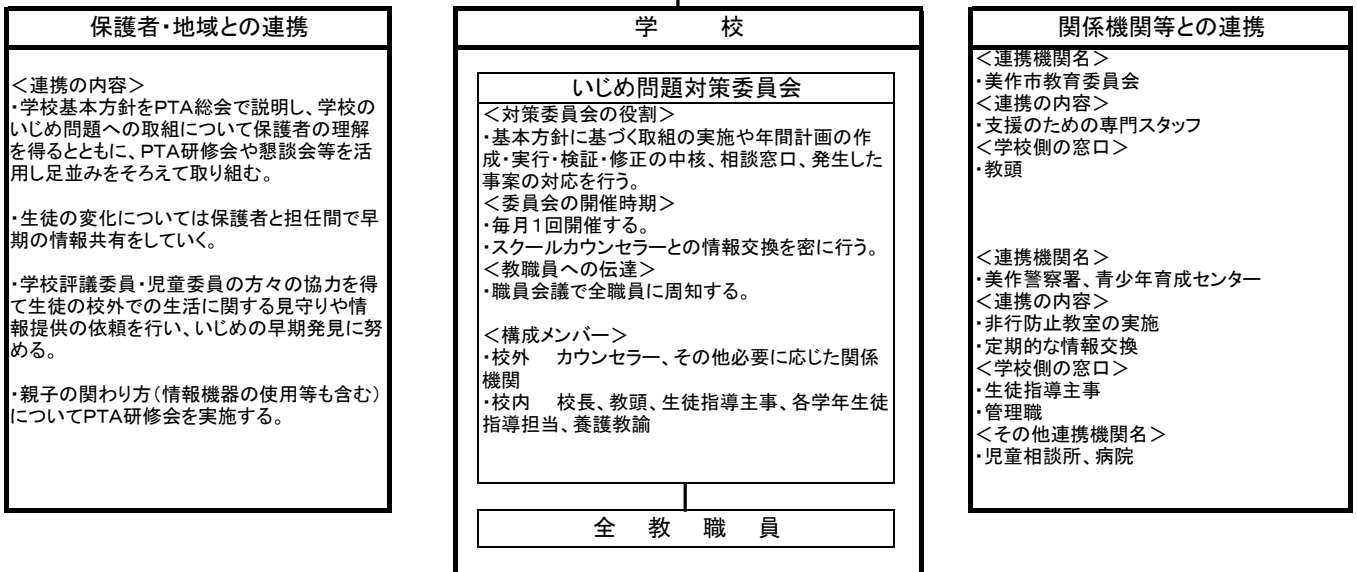 保護者・地域との連携
<連携の内容>
・学校基本方針をPTA総会で説明し、学校の
いじめ問題への取組について保護者の理解
を得るとともに、PTA研修会や懇談会等を活
用し足並みをそろえて取り組む。
・生徒の変化については保護者と担任間で早
期の情報共有をしていく。
・学校評議委員・児童委員の方々の協力を得
て生徒の校外での生活に関する見守りや情
報提供の依頼を行い、いじめの早期発見に努
める。
・親子の関わり方(情報機器の使用等も含む)
についてPTA研修会を実施する。
学　校
いじめ問題対策委員会
<対策委員会の役割>
・基本方針に基づく取組の実施や年間計画の作
成・実行・検証・修正の中核、相談窓口、発生した
事案の対応を行う。
<委員会の開催時期>
・毎月1回開催する。
・スクールカウンセラーとの情報交換を密に行う。
<教職員への伝達>
・職員会議で全職員に周知する。
<構成メンバー>
・校外　カウンセラー、その他必要に応じた関係
機関
・校内　校長、教頭、生徒指導主事、各学年生徒
指導担当、養護教諭
全　教　職　員
関係機関等との連携
<連携機関名>
・美作市教育委員会
<連携の内容>
・支援のための専門スタッフ
<学校側の窓口>
・教頭
<連携機関名>
・美作警察署、青少年育成センター
<連携の内容>
・非行防止教室の実施
・定期的な情報交換
<学校側の窓口>
・生徒指導主事
・管理職
<その他連携機関名>
・児童相談所、病院